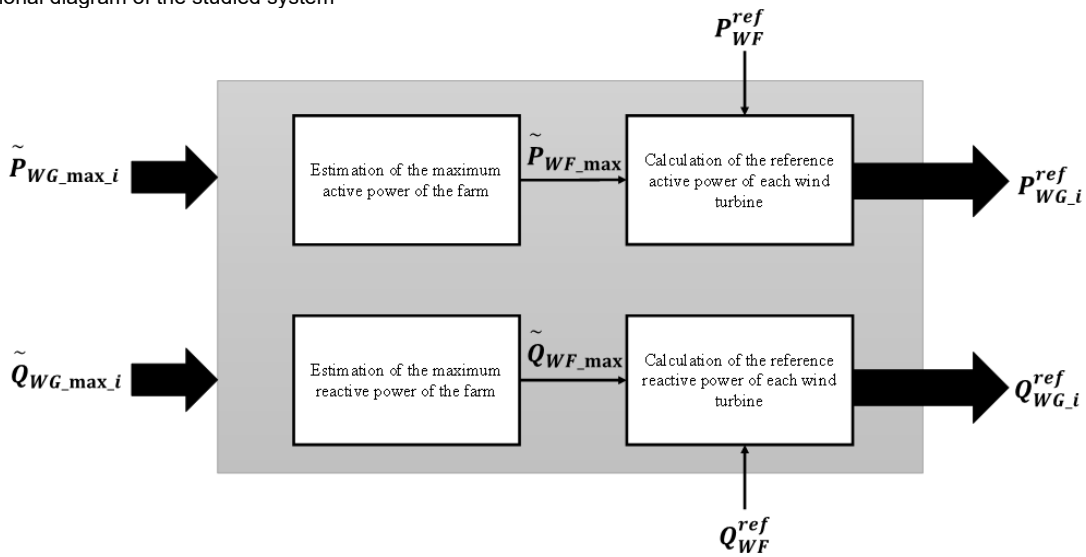 ional diagram of the studied system
P_WF^ref
P̃_WG_max_i
Estimation of the maximum
active power of the farm
P̃_WF_max
Calculation of the reference
active power of each wind
turbine
P_WG_i^ref
Q̃_WG_max_i
Estimation of the maximum
reactive power of the farm
Q̃_WF_max
Calculation of the reference
reactive power of each wind
turbine
Q_WG_i^ref
Q_WF^ref